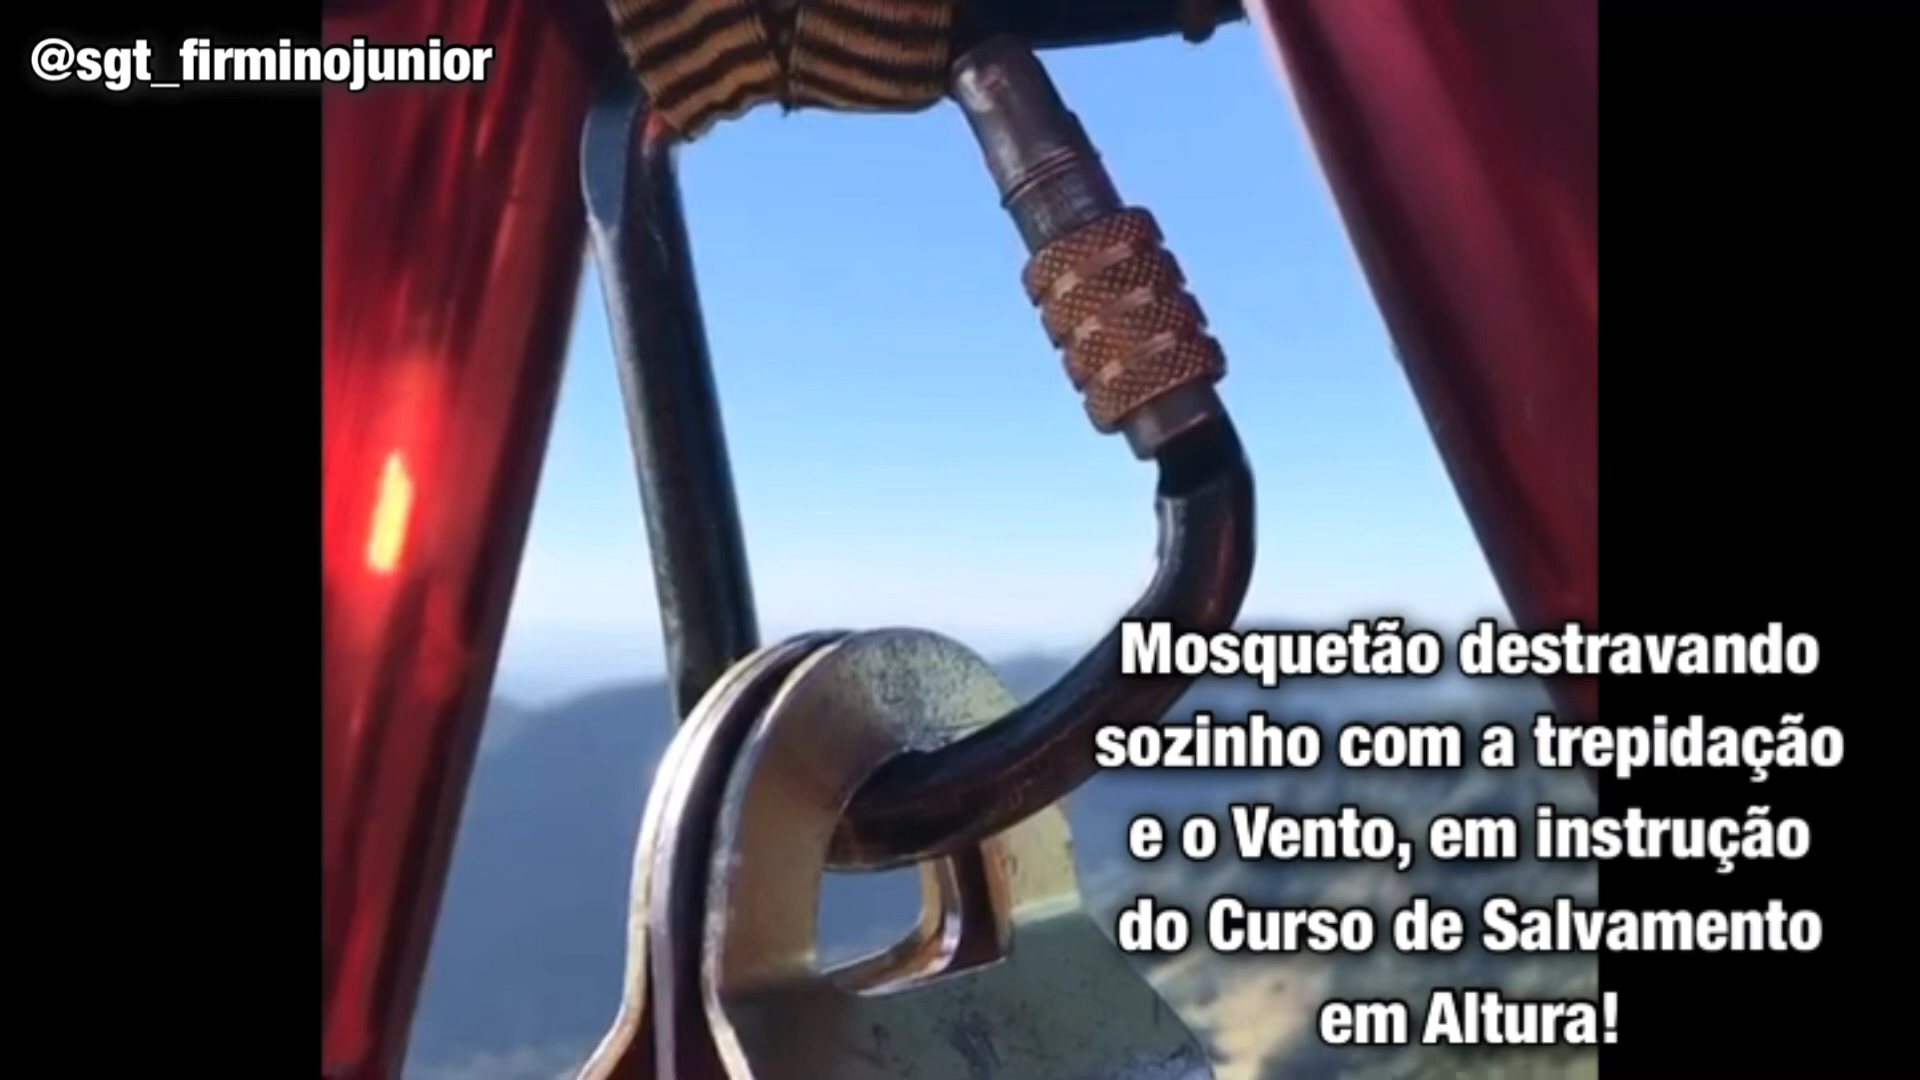 @sgt_firminojunior
Mosquetão destravando
sozinho com a trepidação
e o Vento, em instrução
do Curso de Salvamento
em Altura!